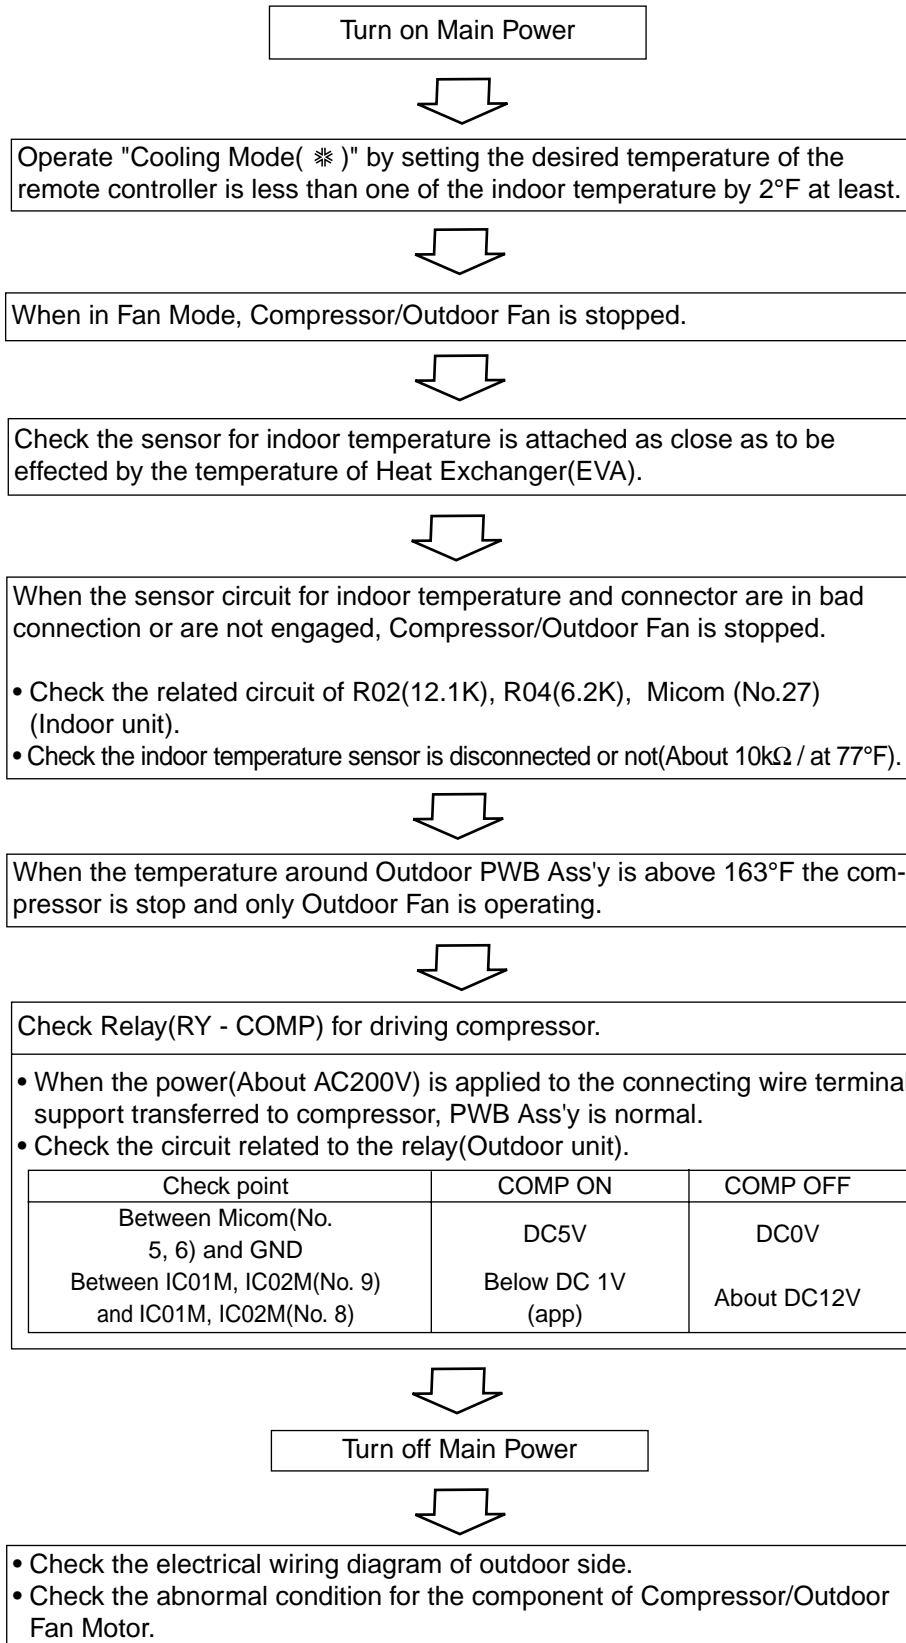 Turn on Main Power
Operate "Cooling Mode( ❋ )" by setting the desired temperature of the
remote controller is less than one of the indoor temperature by 2°F at least.
When in Fan Mode, Compressor/Outdoor Fan is stopped.
Check the sensor for indoor temperature is attached as close as to be
effected by the temperature of Heat Exchanger(EVA).
When the sensor circuit for indoor temperature and connector are in bad
connection or are not engaged, Compressor/Outdoor Fan is stopped.
• Check the related circuit of R02(12.1K), R04(6.2K),  Micom (No.27)
(Indoor unit).
• Check the indoor temperature sensor is disconnected or not(About 10kΩ / at 77°F).
When the temperature around Outdoor PWB Ass'y is above 163°F the com-
pressor is stop and only Outdoor Fan is operating.
Check Relay(RY - COMP) for driving compressor.
• When the power(About AC200V) is applied to the connecting wire terminal
support transferred to compressor, PWB Ass'y is normal.
• Check the circuit related to the relay(Outdoor unit).
Check point COMP ON COMP OFF
Between Micom(No.
5, 6) and GND DC5V DC0V
Between IC01M, IC02M(No. 9) Below DC 1V
and IC01M, IC02M(No. 8) (app) About DC12V
Turn off Main Power
• Check the electrical wiring diagram of outdoor side.
• Check the abnormal condition for the component of Compressor/Outdoor
Fan Motor.